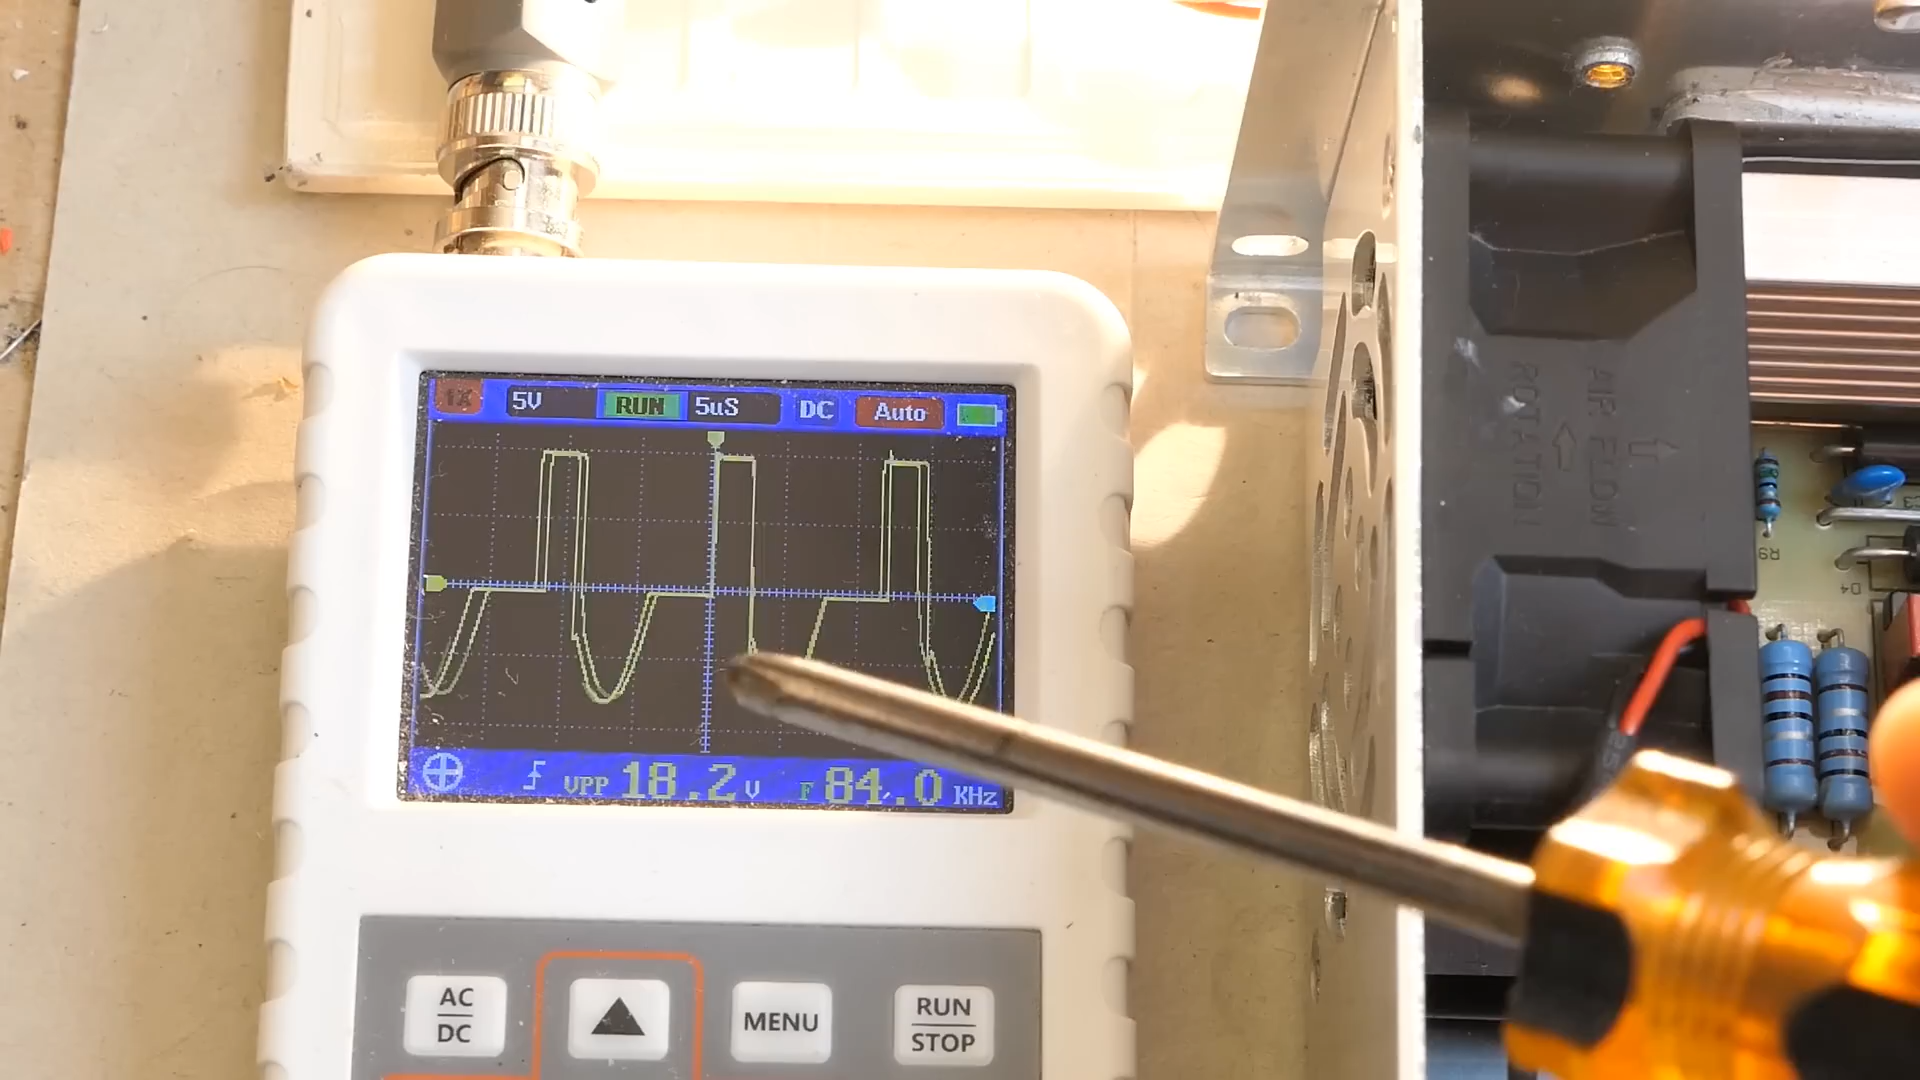 1X 5V RUN 5uS DC Auto
VPP 18.2V F 84.0 KHz
AC
DC
MENU
RUN
STOP
AIR FLOW
ROTATION
R9
D4